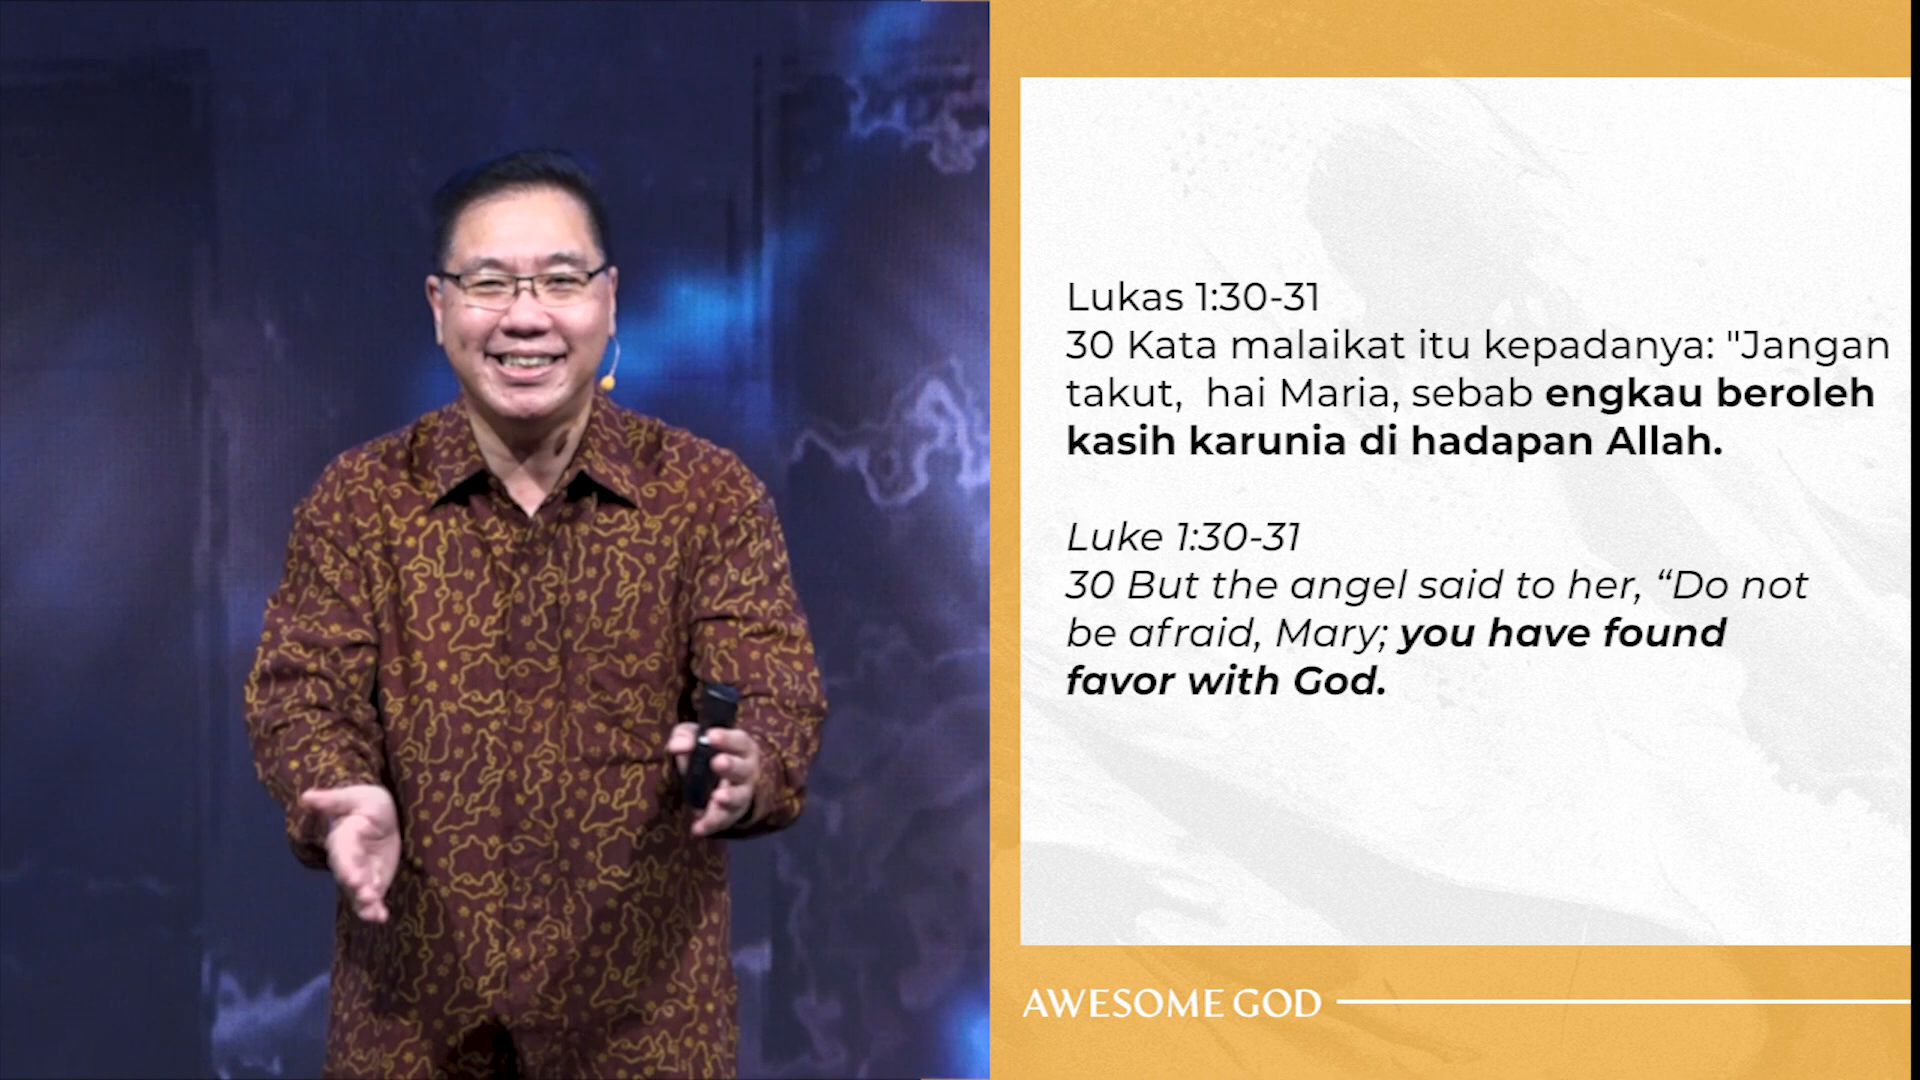 Lukas 1:30-31
30 Kata malaikat itu kepadanya: "Jangan
takut,  hai Maria, sebab engkau beroleh
kasih karunia di hadapan Allah.
Luke 1:30-31
30 But the angel said to her, “Do not
be afraid, Mary; you have found
favor with God.
AWESOME GOD